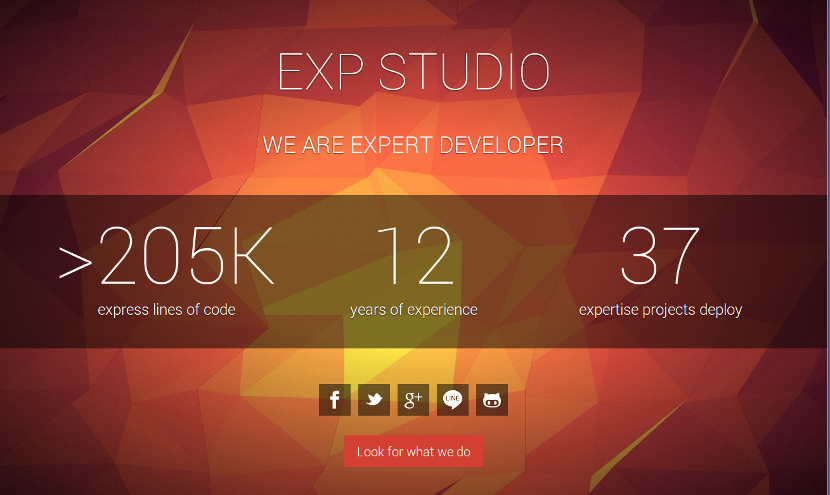 EXP STUDIO
WE ARE EXPERT DEVELOPER
>205K 12 37
express lines of code years of experience expertise projects deploy
f g+ LINE
Look for what we do